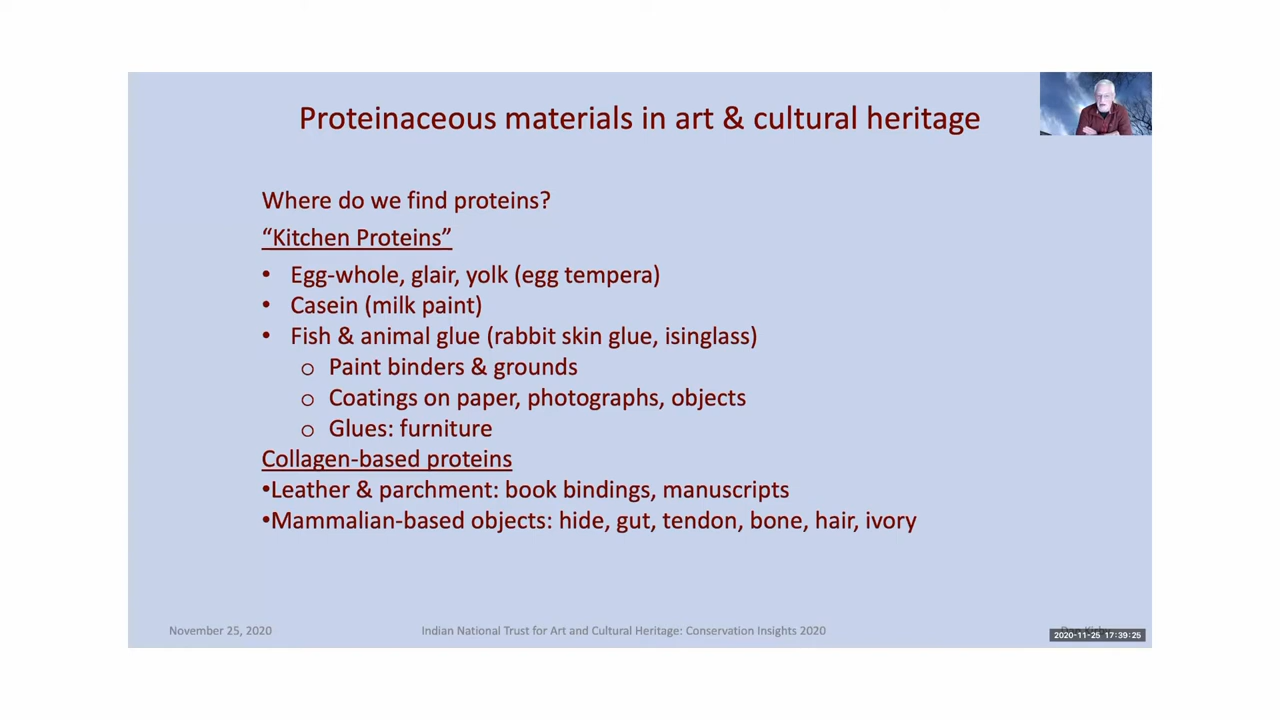 Proteinaceous materials in art & cultural heritage
Where do we find proteins?
“Kitchen Proteins”
• Egg-whole, glair, yolk (egg tempera)
• Casein (milk paint)
• Fish & animal glue (rabbit skin glue, isinglass)
o Paint binders & grounds
o Coatings on paper, photographs, objects
o Glues: furniture
Collagen-based proteins
•Leather & parchment: book bindings, manuscripts
•Mammalian-based objects: hide, gut, tendon, bone, hair, ivory
November 25, 2020
Indian National Trust for Art and Cultural Heritage: Conservation Insights 2020
2020-11-25 17:39:25